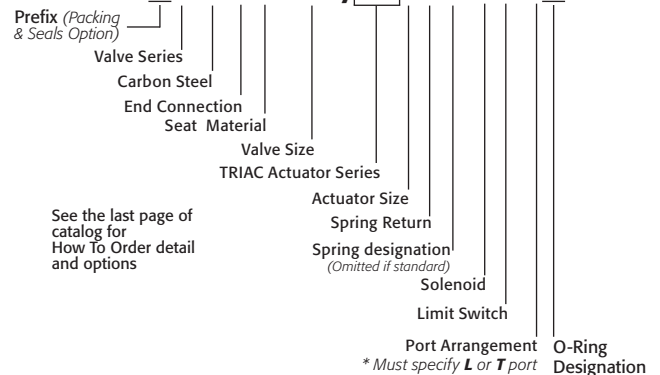 Prefix (Packing
& Seals Option)
Valve Series
Carbon Steel
End Connection
Seat Material
Valve Size
TRIAC Actuator Series
Actuator Size
Spring Return
Spring designation
(Omitted if standard)
Solenoid
Limit Switch
Port Arrangement
* Must specify L or T port
O-Ring
Designation
See the last page of
catalog for
How To Order detail
and options